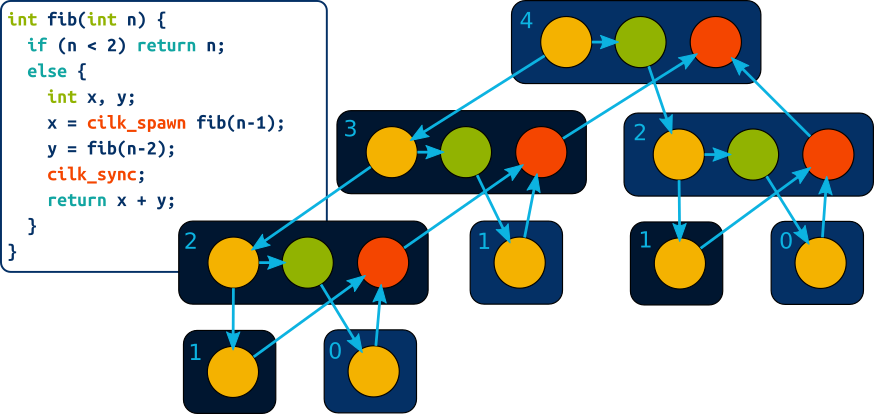 int fib(int n) {
if (n < 2) return n;
else {
int x, y;
x = cilk_spawn fib(n-1);
y = fib(n-2);
cilk_sync;
return x + y;
}
}
4
3
2
2
1
1
0
1
0